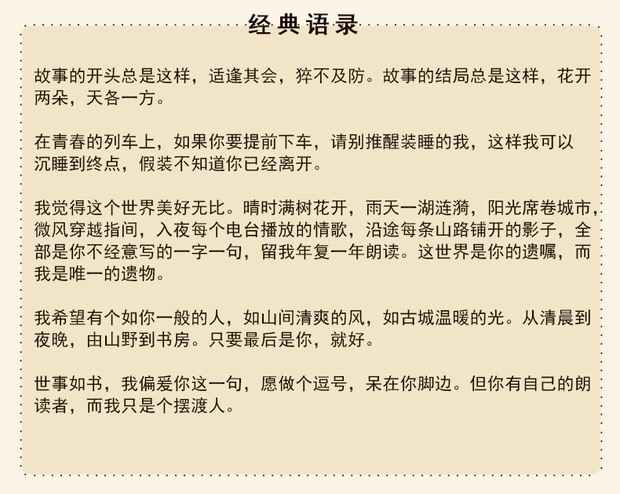 经典语录
故事的开头总是这样，适逢其会，猝不及防。故事的结局总是这样，花开
两朵，天各一方。
在青春的列车上，如果你要提前下车，请别推醒装睡的我，这样我可以
沉睡到终点，假装不知道你已经离开。
我觉得这个世界美好无比。晴时满树花开，雨天一湖涟漪，阳光席卷城市，
微风穿越指间，入夜每个电台播放的情歌，沿途每条山路铺开的影子，全
部是你不经意写的一字一句，留我年复一年朗读。这世界是你的遗嘱，而
我是唯一的遗物。
我希望有个如你一般的人，如山间清爽的风，如古城温暖的光。从清晨到
夜晚，由山野到书房。只要最后是你，就好。
世事如书，我偏爱你这一句，愿做个逗号，呆在你脚边。但你有自己的朗
读者，而我只是个摆渡人。